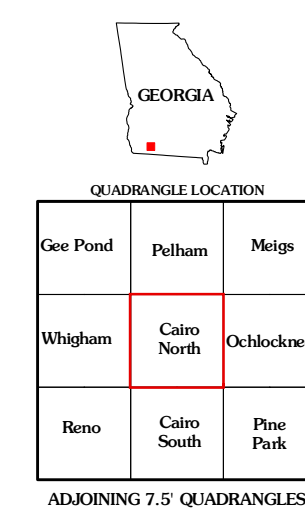 GEORGIA
QUADRANGLE LOCATION
Gee Pond
Pelham
Meigs
Whigham
Cairo
North
Ochlocknee
Reno
Cairo
South
Pine
Park
ADJOINING 7.5' QUADRANGLES